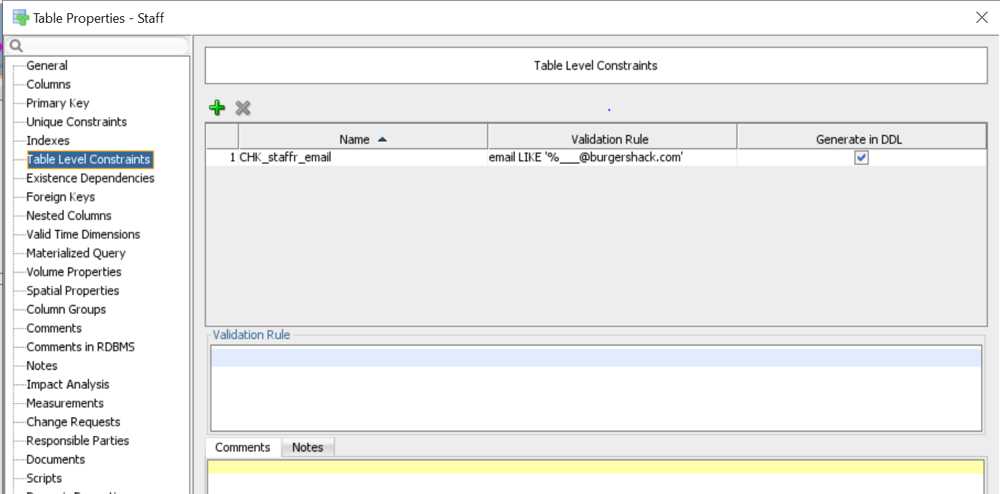 Table Properties - Staff
General
Columns
Primary Key
Unique Constraints
Indexes
Table Level Constraints
Existence Dependencies
Foreign Keys
Nested Columns
Valid Time Dimensions
Materialized Query
Volume Properties
Spatial Properties
Column Groups
Comments
Comments in RDBMS
Notes
Impact Analysis
Measurements
Change Requests
Responsible Parties
Documents
Scripts
Table Level Constraints
Name Validation Rule Generate in DDL
1 CHK_staffr_email email LIKE '%___@burgershack.com'
Validation Rule
Comments Notes